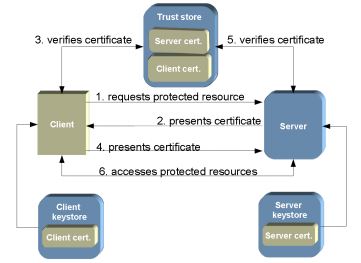 Trust store
3. verifies certificate
Server cert.
5. verifies certificate
Client cert.
1. requests protected resource
Client
2. presents certificate
Server
4. presents certificate
6. accesses protected resources
Client
keystore
Client cert.
Server
keystore
Server cert.